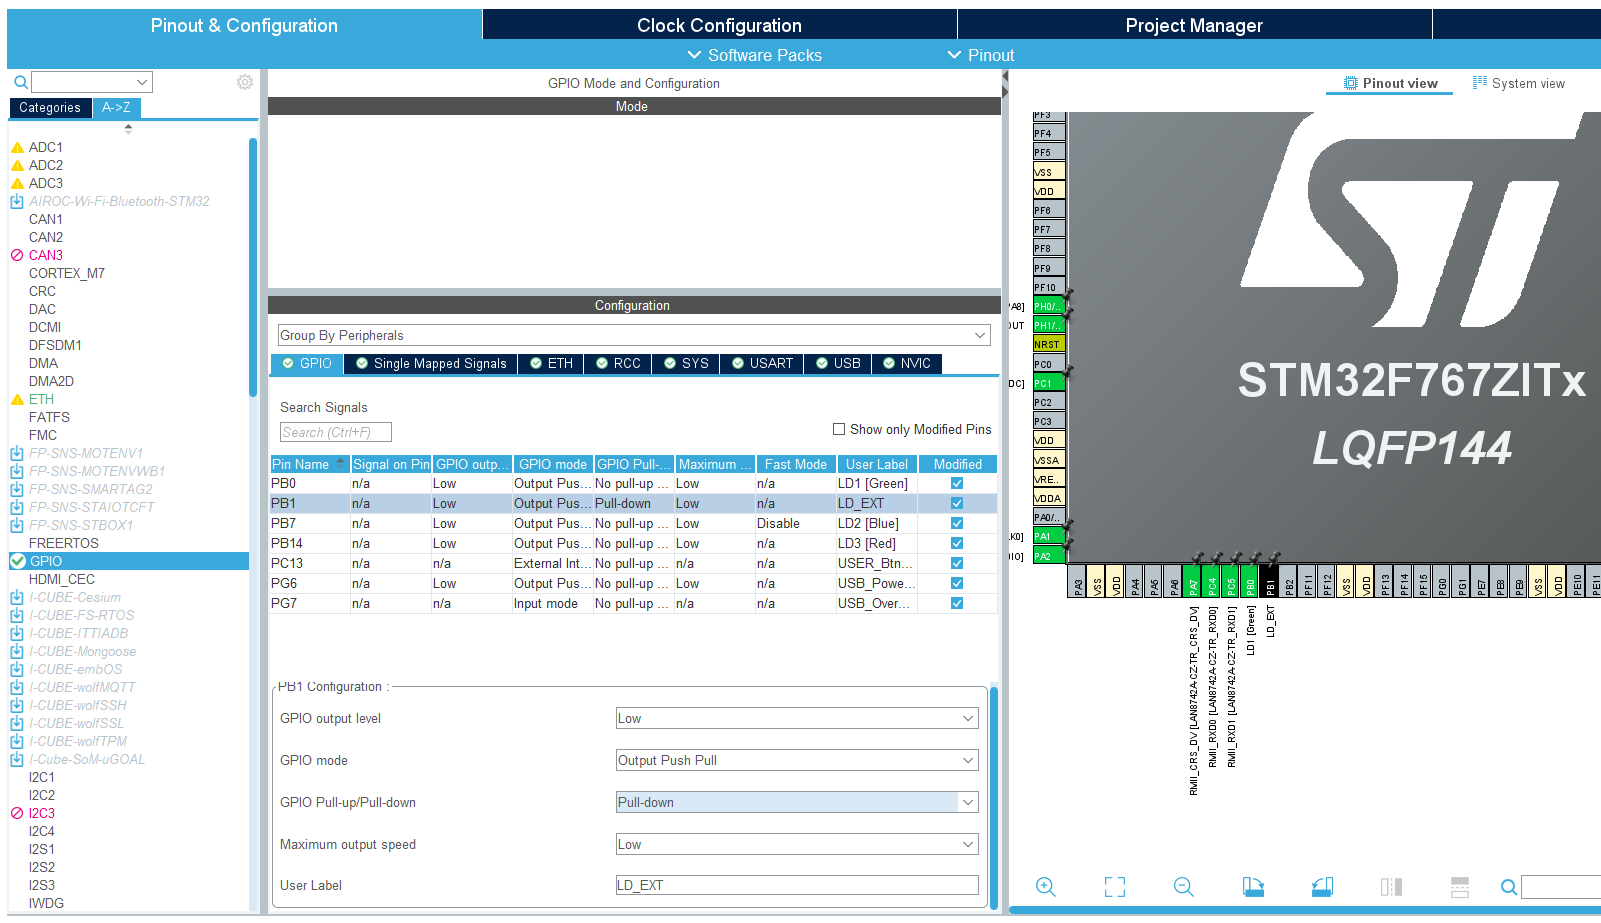 Pinout & Configuration
Clock Configuration
Project Manager
Software Packs
Pinout
Categories
A->Z
ADC1
ADC2
ADC3
AIROC-Wi-Fi-Bluetooth-STM32
CAN1
CAN2
CAN3
CORTEX_M7
CRC
DAC
DCMI
DFSDM1
DMA
DMA2D
ETH
FATFS
FMC
FP-SNS-MOTENV1
FP-SNS-MOTENVWB1
FP-SNS-SMARTAG2
FP-SNS-STAIOTCFT
FP-SNS-STBOX1
FREERTOS
GPIO
HDMI_CEC
I-CUBE-Cesium
I-CUBE-FS-RTOS
I-CUBE-ITTIADB
I-CUBE-Mongoose
I-CUBE-embOS
I-CUBE-wolfMQTT
I-CUBE-wolfSSH
I-CUBE-wolfSSL
I-CUBE-wolfTPM
I-Cube-SoM-uGOAL
I2C1
I2C2
I2C3
I2C4
I2S1
I2S2
I2S3
IWDG
GPIO Mode and Configuration
Mode
Configuration
Group By Peripherals
GPIO Single Mapped Signals ETH RCC SYS USART USB NVIC
Search Signals
Search (Ctrl+F)
Show only Modified Pins
Pin Name Signal on Pin GPIO outp... GPIO mode GPIO Pull-... Maximum ... Fast Mode User Label Modified
PB0 n/a Low Output Pus... No pull-up ... Low n/a LD1 [Green]
PB1 n/a Low Output Pus... Pull-down Low n/a LD_EXT
PB7 n/a Low Output Pus... No pull-up ... Low Disable LD2 [Blue]
PB14 n/a Low Output Pus... No pull-up ... Low n/a LD3 [Red]
PC13 n/a n/a External Int... No pull-up ... n/a n/a USER_Btn...
PG6 n/a Low Output Pus... No pull-up ... Low n/a USB_Powe...
PG7 n/a n/a Input mode No pull-up ... n/a n/a USB_Over...
PB1 Configuration :
GPIO output level Low
GPIO mode Output Push Pull
GPIO Pull-up/Pull-down Pull-down
Maximum output speed Low
User Label LD_EXT
Pinout view
System view
PF3
PF4
PF5
VSS
VDD
PF6
PF7
PF8
PF9
PF10
PA8] PH0/..
OUT PH1/..
NRST
PC0
DC] PC1
PC2
PC3
VDD
VSSA
VRE..
VDDA
PA0/..
LK0] PA1
DIO] PA2
STM32F767ZITx
LQFP144
PA3
VSS
VDD
PA4
PA5
PA6
PA7
PC4
PC5
PB0
PB1
PB2
PF11
PF12
VSS
VDD
PF13
PF14
PF15
PG0
PG1
PE7
PE8
PE9
VSS
VDD
PE10
PE11
RMII_CRS_DV [LAN8742A-CZ-TR_CRS_DV]
RMII_RXD0 [LAN8742A-CZ-TR_RXD0]
RMII_RXD1 [LAN8742A-CZ-TR_RXD1]
LD1 [Green]
LD_EXT